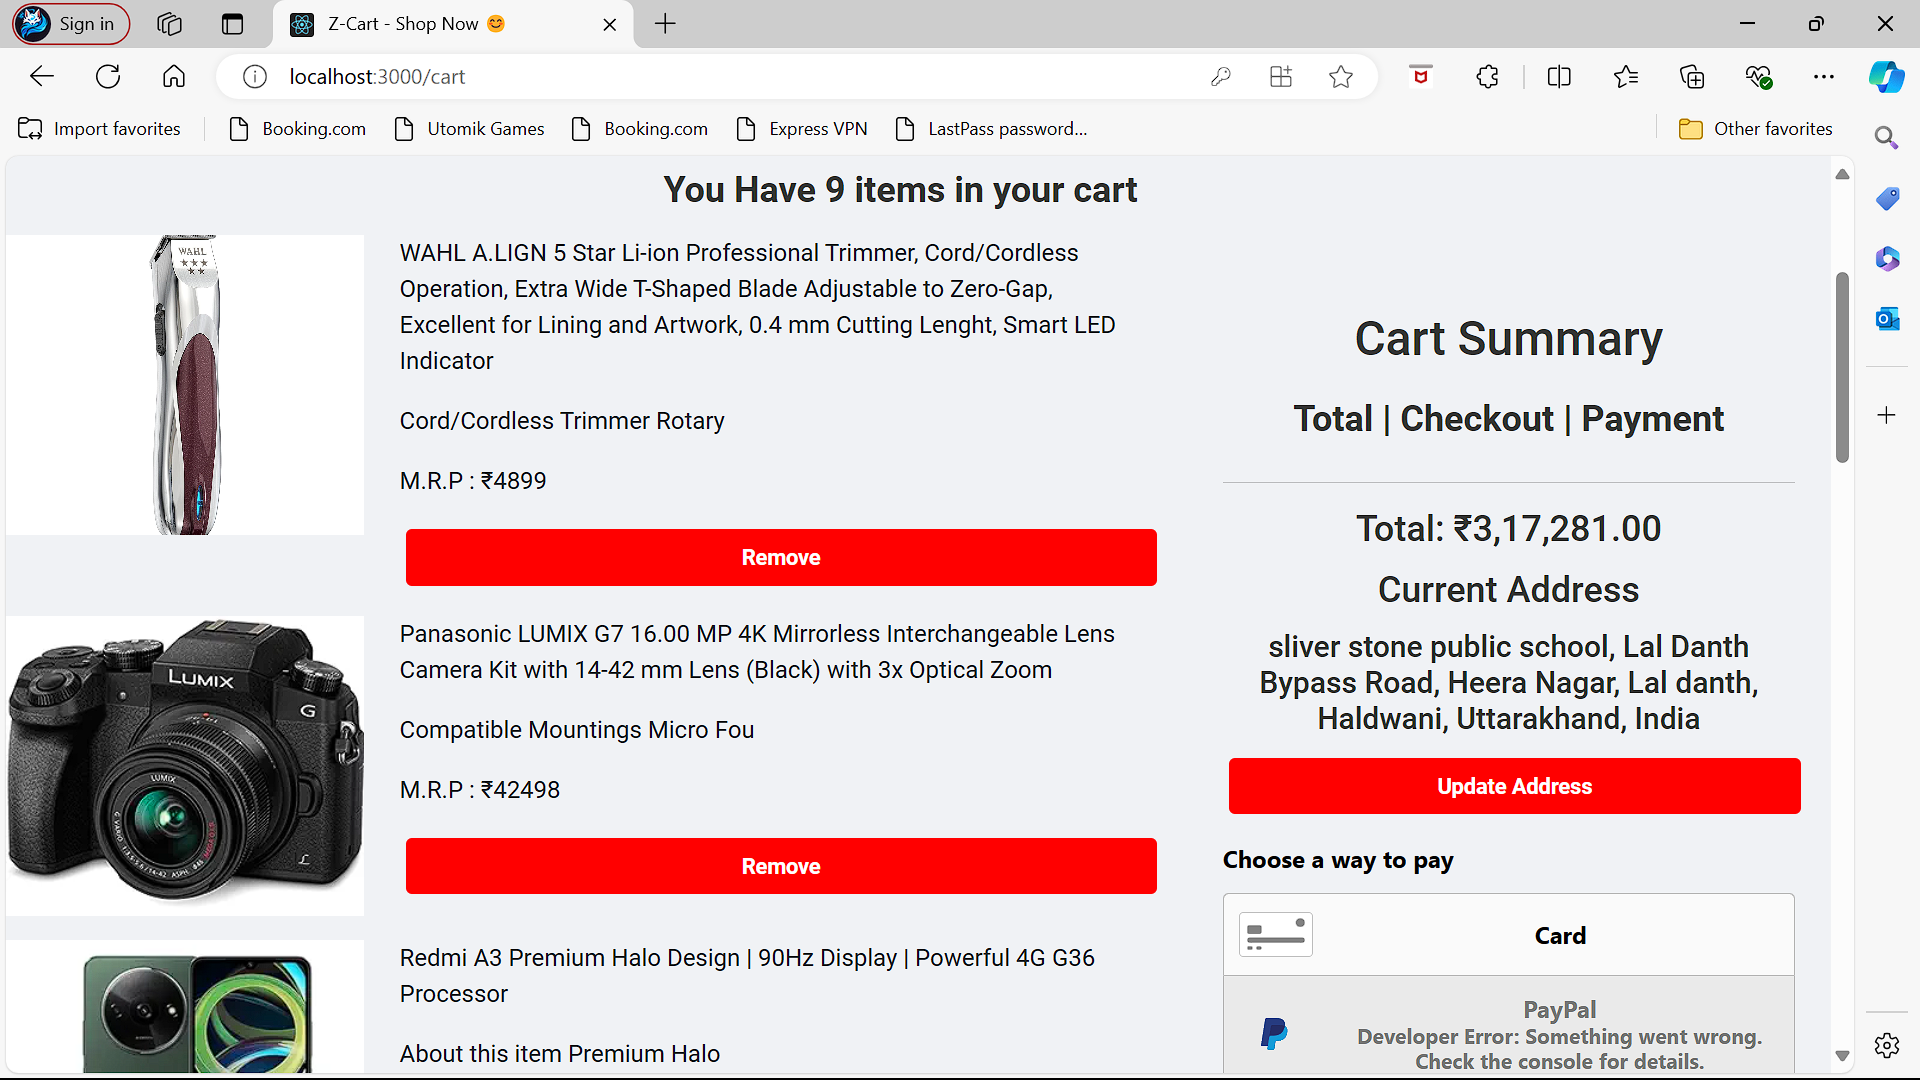 Sign in
Z-Cart - Shop Now 😊
localhost:3000/cart
Import favorites
Booking.com
Utomik Games
Booking.com
Express VPN
LastPass password...
Other favorites
You Have 9 items in your cart
WAHL
WAHL A.LIGN 5 Star Li-ion Professional Trimmer, Cord/Cordless
Operation, Extra Wide T-Shaped Blade Adjustable to Zero-Gap,
Excellent for Lining and Artwork, 0.4 mm Cutting Lenght, Smart LED
Indicator
Cord/Cordless Trimmer Rotary
M.R.P : ₹4899
Remove
LUMIX
G
LUMIX
Panasonic LUMIX G7 16.00 MP 4K Mirrorless Interchangeable Lens
Camera Kit with 14-42 mm Lens (Black) with 3x Optical Zoom
Compatible Mountings Micro Fou
M.R.P : ₹42498
Remove
Redmi A3 Premium Halo Design | 90Hz Display | Powerful 4G G36
Processor
About this item Premium Halo
Cart Summary
Total | Checkout | Payment
Total: ₹3,17,281.00
Current Address
sliver stone public school, Lal Danth
Bypass Road, Heera Nagar, Lal danth,
Haldwani, Uttarakhand, India
Update Address
Choose a way to pay
Card
PayPal
Developer Error: Something went wrong.
Check the console for details.